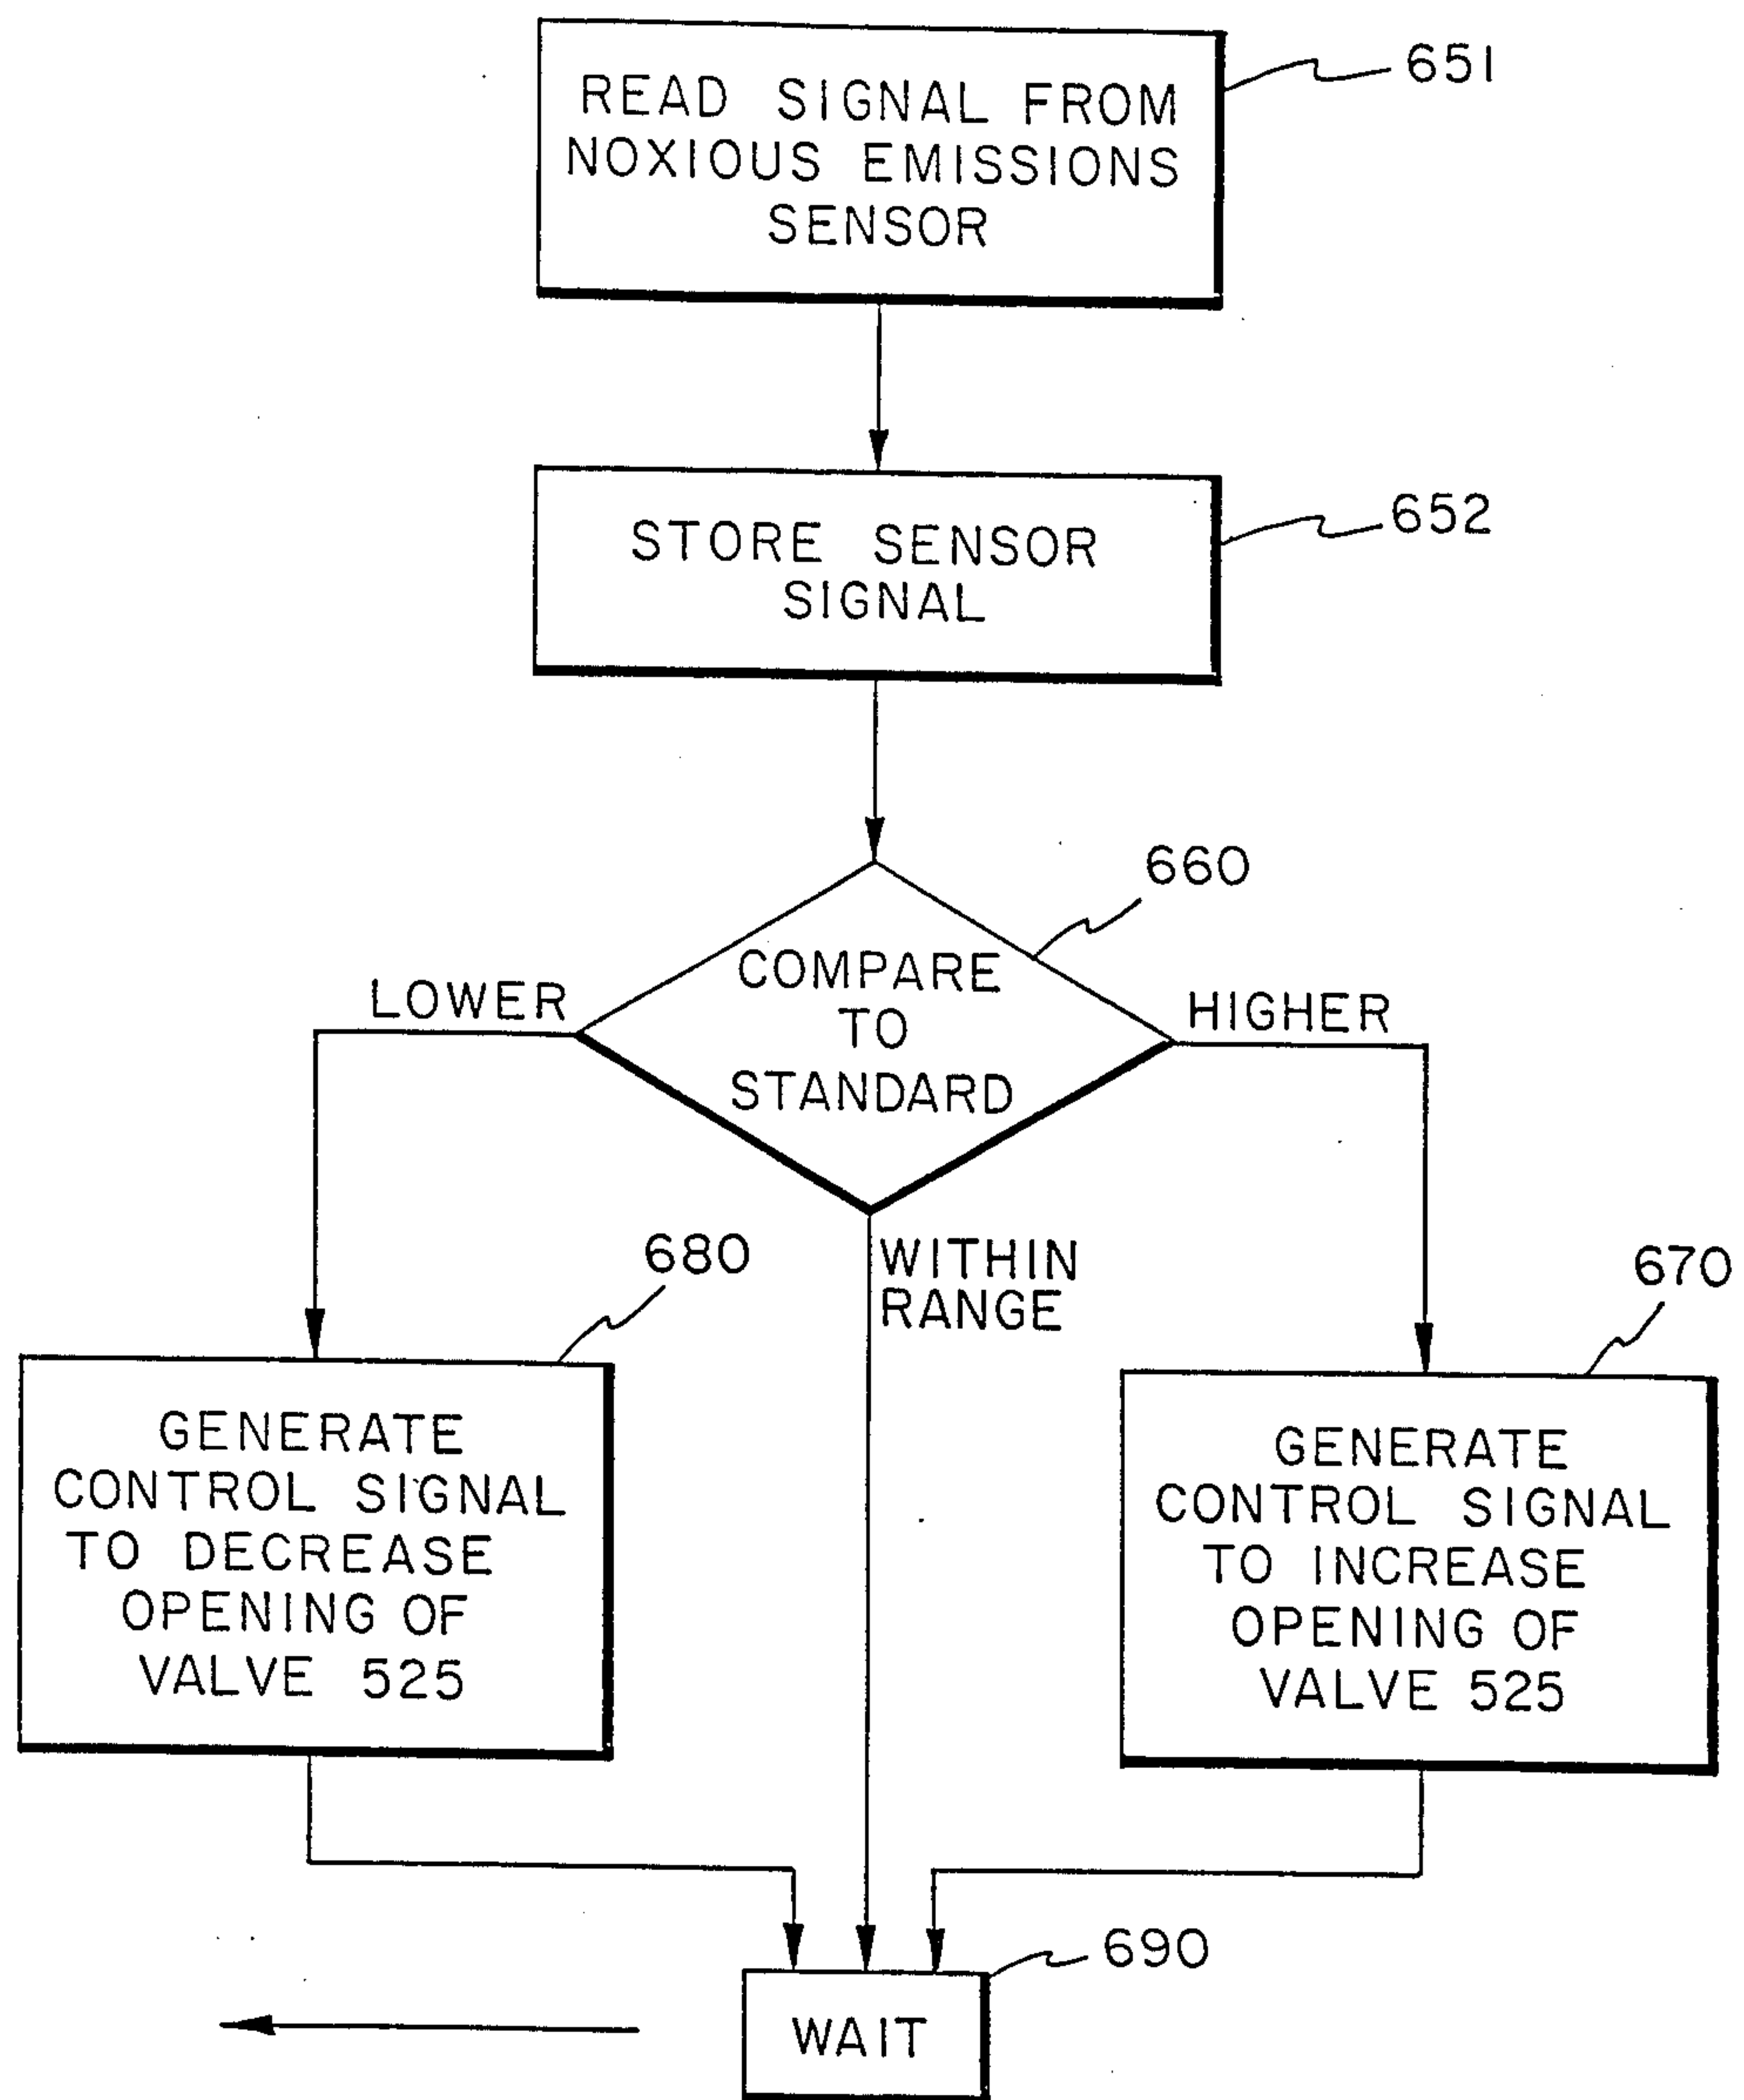 READ SIGNAL FROM
NOXIOUS EMISSIONS
SENSOR
651
STORE SENSOR
SIGNAL
652
660
COMPARE
TO
STANDARD
LOWER
HIGHER
WITHIN
RANGE
680
670
GENERATE
CONTROL SIGNAL
TO DECREASE
OPENING OF
VALVE 525
GENERATE
CONTROL SIGNAL
TO INCREASE
OPENING OF
VALVE 525
690
WAIT